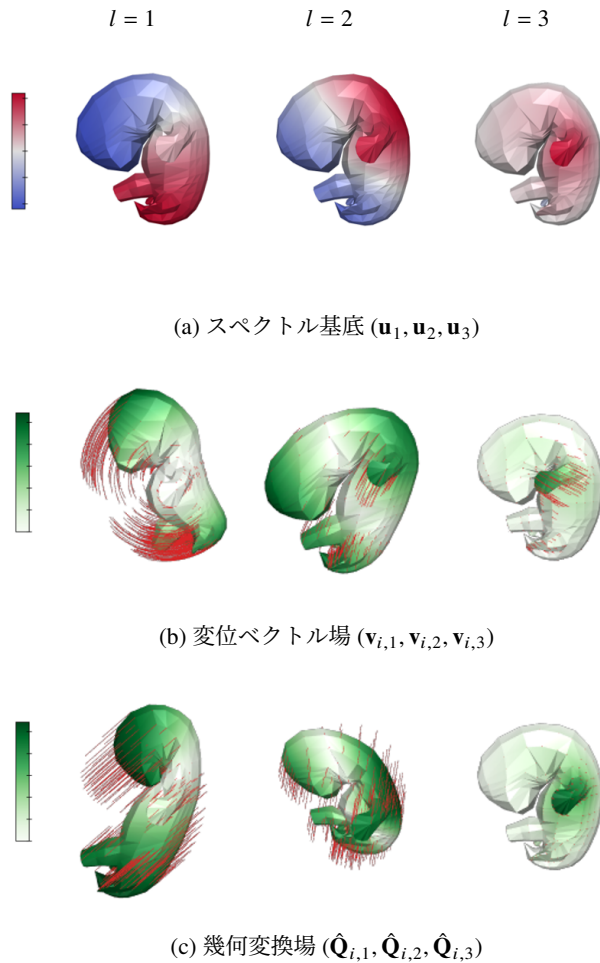 l = 1 l = 2 l = 3
(a) スペクトル基底 (u₁, u₂, u₃)
(b) 変位ベクトル場 (vᵢ,₁, vᵢ,₂, vᵢ,₃)
(c) 幾何変換場 (Q̂ᵢ,₁, Q̂ᵢ,₂, Q̂ᵢ,₃)